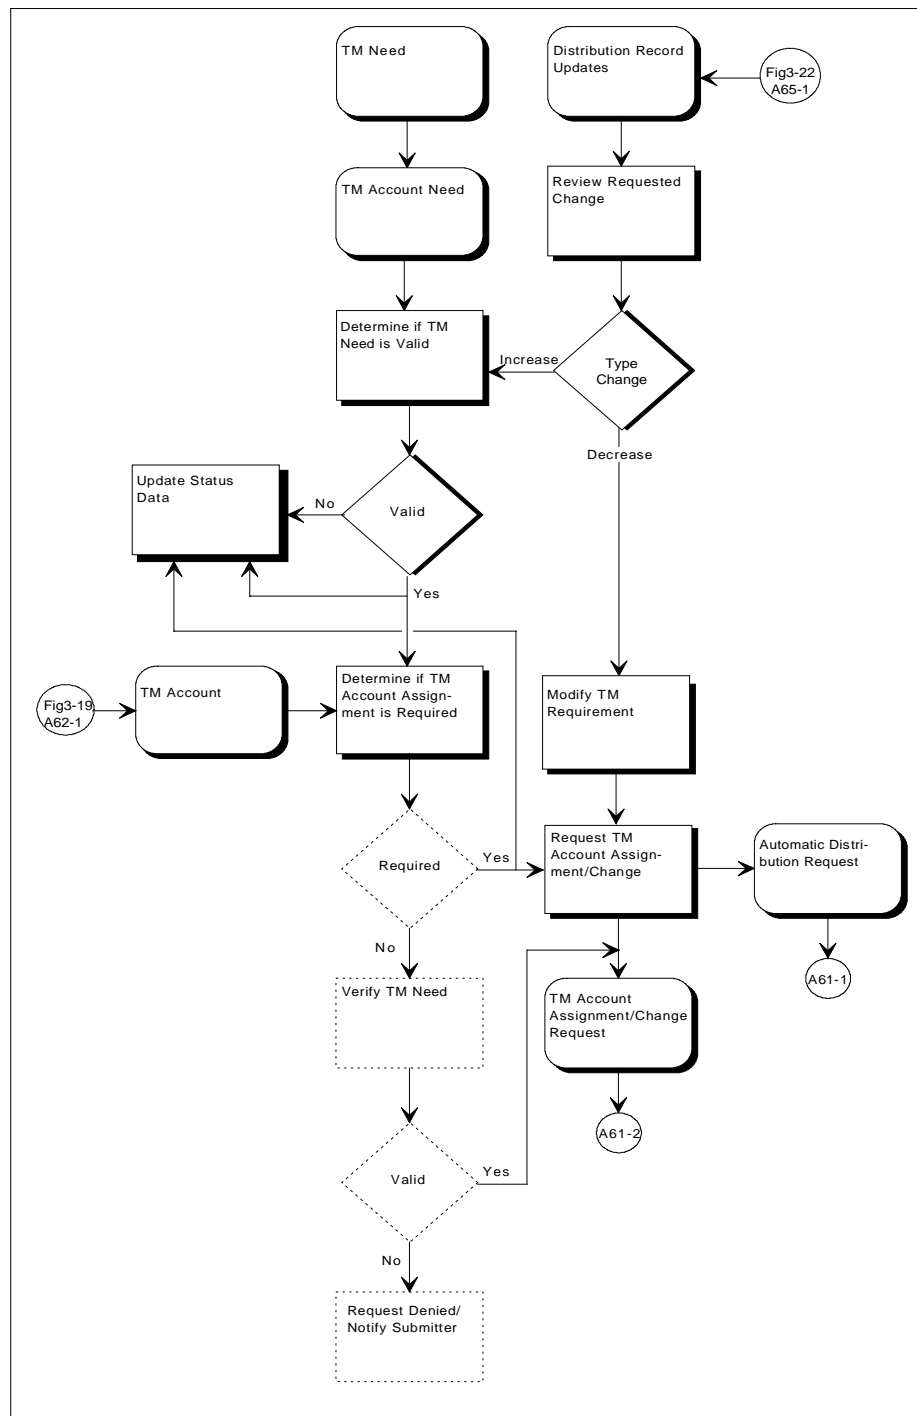 TM Need
Distribution Record
Updates
Fig3-22
A65-1
TM Account Need
Review Requested
Change
Determine if TM
Need is Valid
Increase
Type
Change
Decrease
Update Status
Data
No
Valid
Yes
Fig3-19
A62-1
TM Account
Determine if TM
Account Assign-
ment is Required
Modify TM
Requirement
Required
Yes
Request TM
Account Assign-
ment/Change
Automatic Distri-
bution Request
No
A61-1
Verify TM Need
TM Account
Assignment/Change
Request
A61-2
Valid
Yes
No
Request Denied/
Notify Submitter